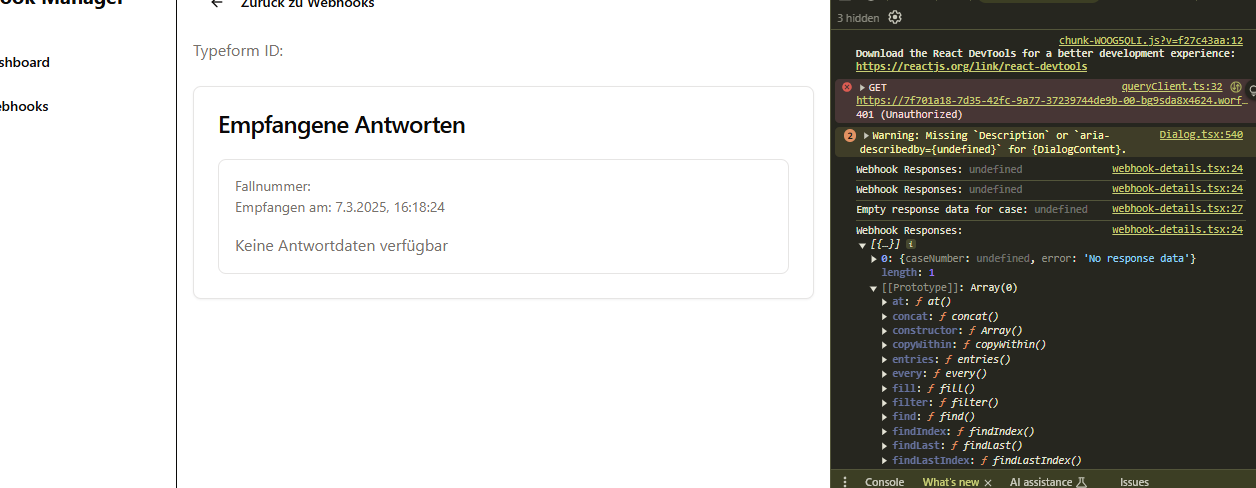 Zurück zu Webhooks
Typeform ID:
Empfangene Antworten
Fallnummer:
Empfangen am: 7.3.2025, 16:18:24
Keine Antwortdaten verfügbar
3 hidden
chunk-WOOG5QLI.js?v=f27c43aa:12
Download the React DevTools for a better development experience:
https://reactjs.org/link/react-devtools
GET queryClient.ts:32
https://7f701a18-7d35-42fc-9a77-37239744de9b-00-bg9sda8x4624.worf…
401 (Unauthorized)
2 Warning: Missing `Description` or `aria- Dialog.tsx:540
describedby={undefined}` for {DialogContent}.
Webhook Responses: undefined webhook-details.tsx:24
Webhook Responses: undefined webhook-details.tsx:24
Empty response data for case: undefined webhook-details.tsx:27
Webhook Responses: webhook-details.tsx:24
[{…}] i
0: {caseNumber: undefined, error: 'No response data'}
length: 1
[[Prototype]]: Array(0)
at: ƒ at()
concat: ƒ concat()
constructor: ƒ Array()
copyWithin: ƒ copyWithin()
entries: ƒ entries()
every: ƒ every()
fill: ƒ fill()
filter: ƒ filter()
find: ƒ find()
findIndex: ƒ findIndex()
findLast: ƒ findLast()
findLastIndex: ƒ findLastIndex()
Console What's new AI assistance Issues